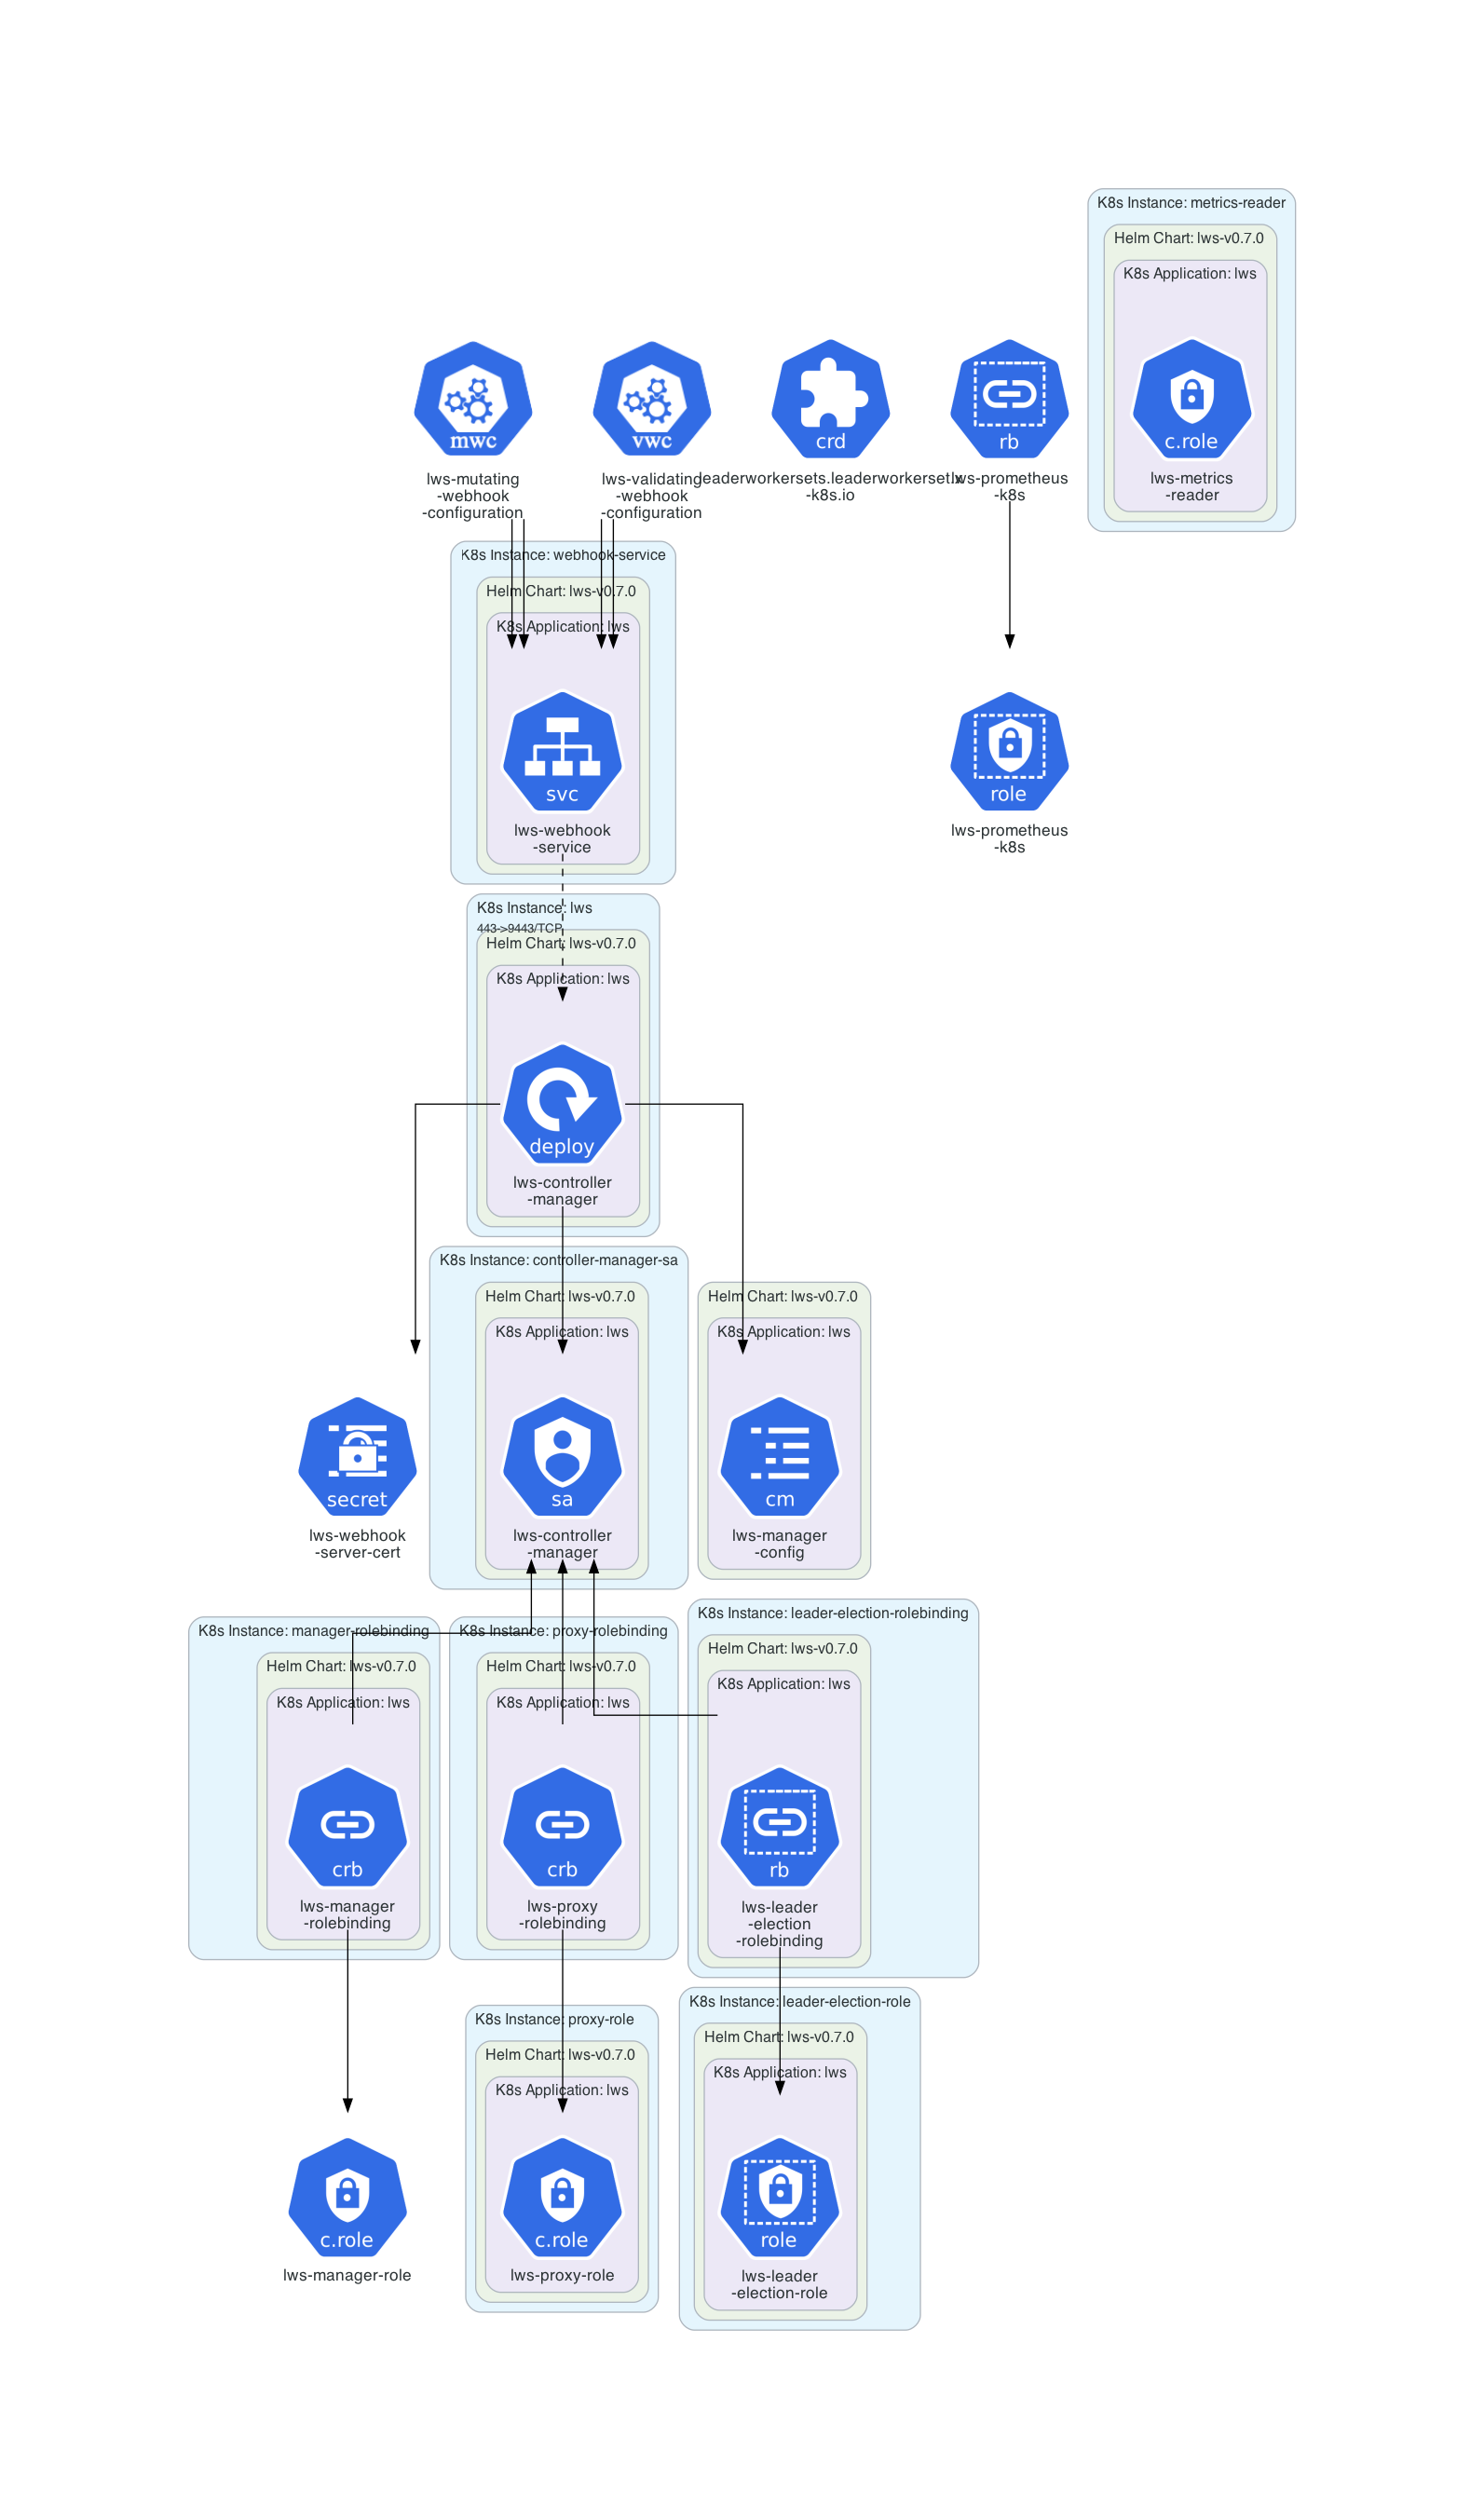 K8s Instance: metrics-reader
Helm Chart: lws-v0.7.0
K8s Application: lws
mwc
vwc
crd
rb
c.role
lws-mutating
-webhook
-configuration
lws-validating
-webhook
-configuration
leaderworkersets.leaderworkerset.x
-k8s.io
lws-prometheus
-k8s
lws-metrics
-reader
K8s Instance: webhook-service
Helm Chart: lws-v0.7.0
K8s Application: lws
svc
lws-webhook
-service
role
lws-prometheus
-k8s
K8s Instance: lws
443->9443/TCP
Helm Chart: lws-v0.7.0
K8s Application: lws
deploy
lws-controller
-manager
K8s Instance: controller-manager-sa
Helm Chart: lws-v0.7.0
K8s Application: lws
Helm Chart: lws-v0.7.0
K8s Application: lws
secret
lws-webhook
-server-cert
sa
lws-controller
-manager
cm
lws-manager
-config
K8s Instance: manager-rolebinding
Helm Chart: lws-v0.7.0
K8s Application: lws
crb
lws-manager
-rolebinding
K8s Instance: proxy-rolebinding
Helm Chart: lws-v0.7.0
K8s Application: lws
crb
lws-proxy
-rolebinding
K8s Instance: leader-election-rolebinding
Helm Chart: lws-v0.7.0
K8s Application: lws
rb
lws-leader
-election
-rolebinding
c.role
lws-manager-role
K8s Instance: proxy-role
Helm Chart: lws-v0.7.0
K8s Application: lws
c.role
lws-proxy-role
K8s Instance: leader-election-role
Helm Chart: lws-v0.7.0
K8s Application: lws
role
lws-leader
-election-role